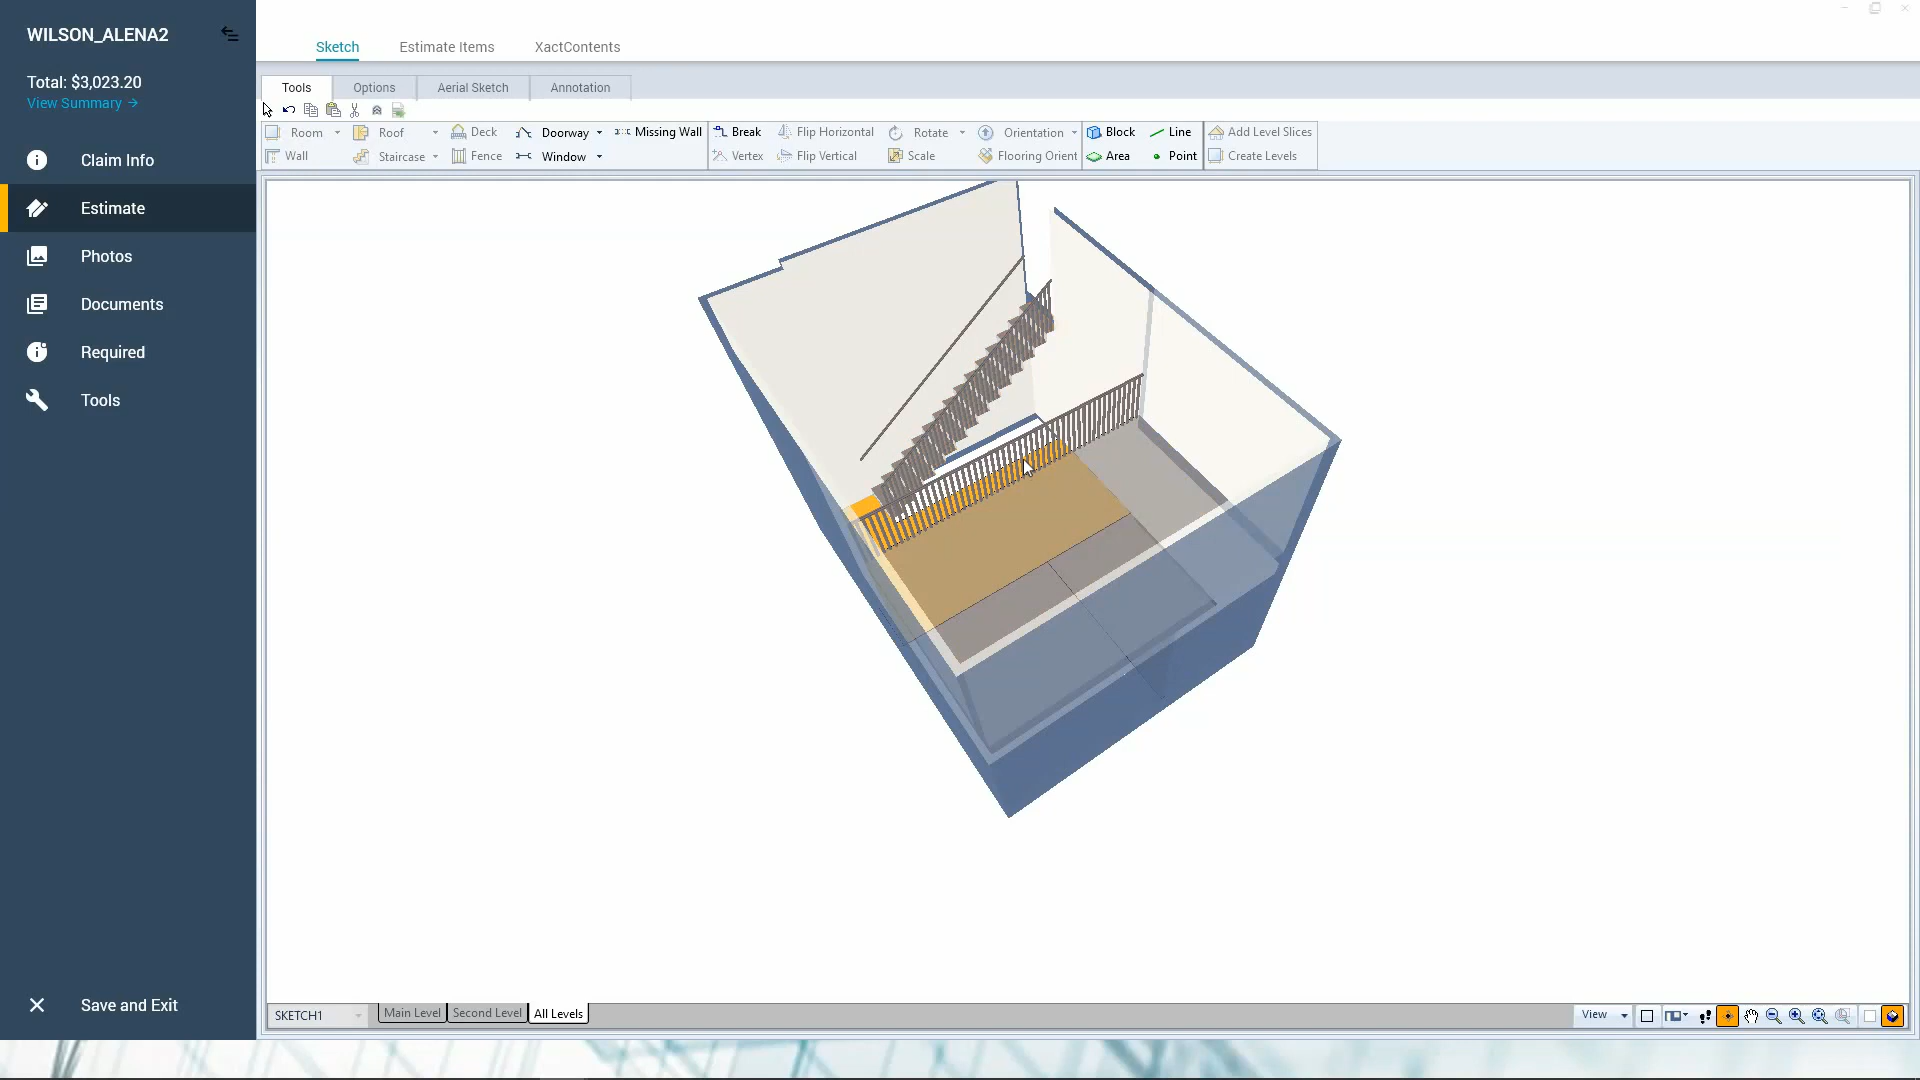 WILSON_ALENA2
Total: $3,023.20
View Summary →
Claim Info
Estimate
Photos
Documents
Required
Tools
Save and Exit
Sketch Estimate Items XactContents
Tools Options Aerial Sketch Annotation
Room Roof Deck Doorway Missing Wall Break Flip Horizontal Rotate Orientation Block Line Add Level Slices
Wall Staircase Fence Window Vertex Flip Vertical Scale Flooring Orient Area Point Create Levels
SKETCH1 Main Level Second Level All Levels View